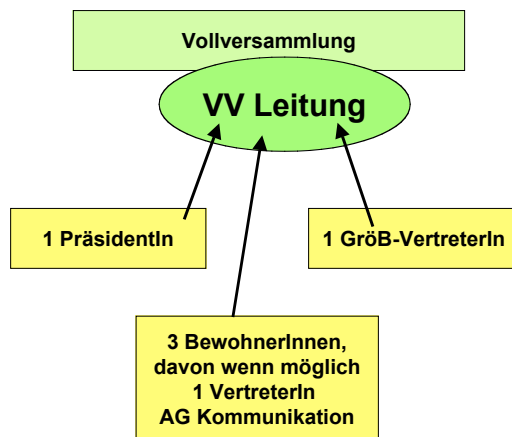 Vollversammlung
VV Leitung
1 PräsidentIn
1 GröB-VertreterIn
3 BewohnerInnen,
davon wenn möglich
1 VertreterIn
AG Kommunikation